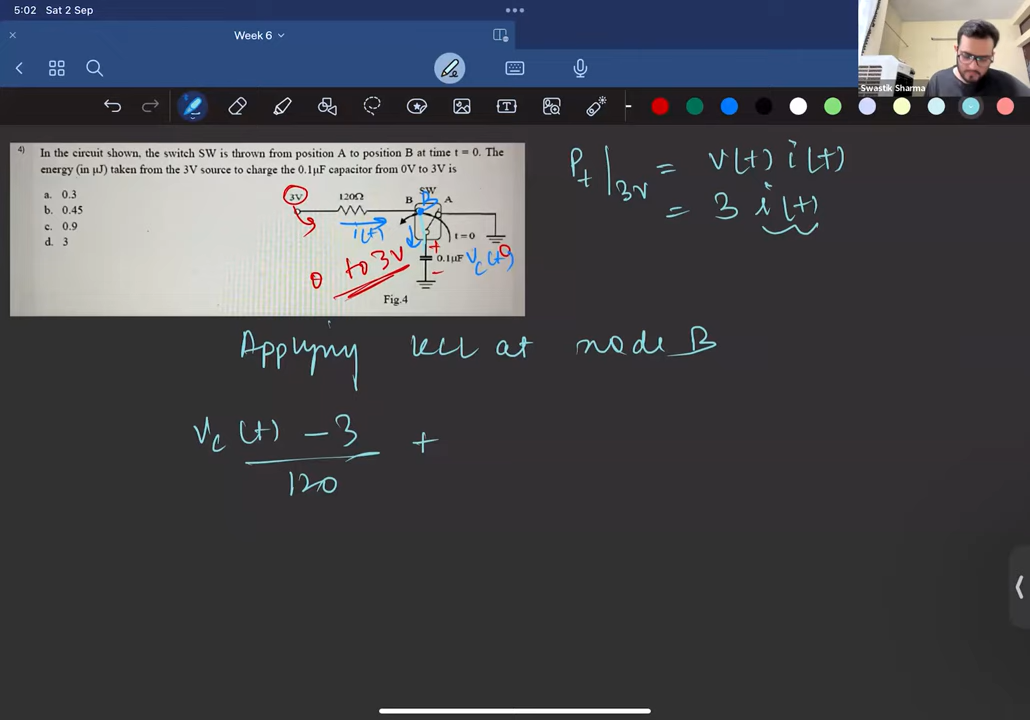 5:02 Sat 2 Sep
Week 6
Swastik Sharma
4) In the circuit shown, the switch SW is thrown from position A to position B at time t = 0. The
energy (in μJ) taken from the 3V source to charge the 0.1μF capacitor from 0V to 3V is
a. 0.3
b. 0.45
c. 0.9
d. 3
3V 120Ω B SW A
B
i(t)
t=0
+
0 to 3V
0.1μF Vc(t)
-
Fig.4
P_t|3V = v(t) i(t)
= 3 i(t)
Applying KCL at node B
Vc(t) - 3 +
120